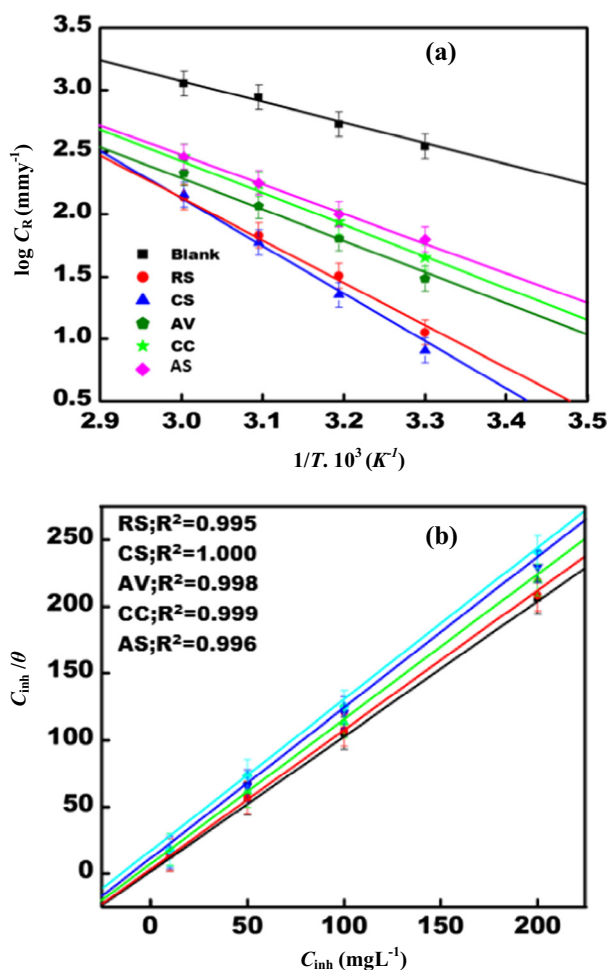 3.5
(a)
3.0
2.5
2.0
1.5
1.0
0.5
log C_R (mmy⁻¹)
Blank
RS
CS
AV
CC
AS
2.9 3.0 3.1 3.2 3.3 3.4 3.5
1/T. 10³ (K⁻¹)
RS;R²=0.995
(b)
CS;R²=1.000
AV;R²=0.998
CC;R²=0.999
AS;R²=0.996
250
200
150
100
50
0
C_inh /θ
0 50 100 150 200
C_inh (mgL⁻¹)